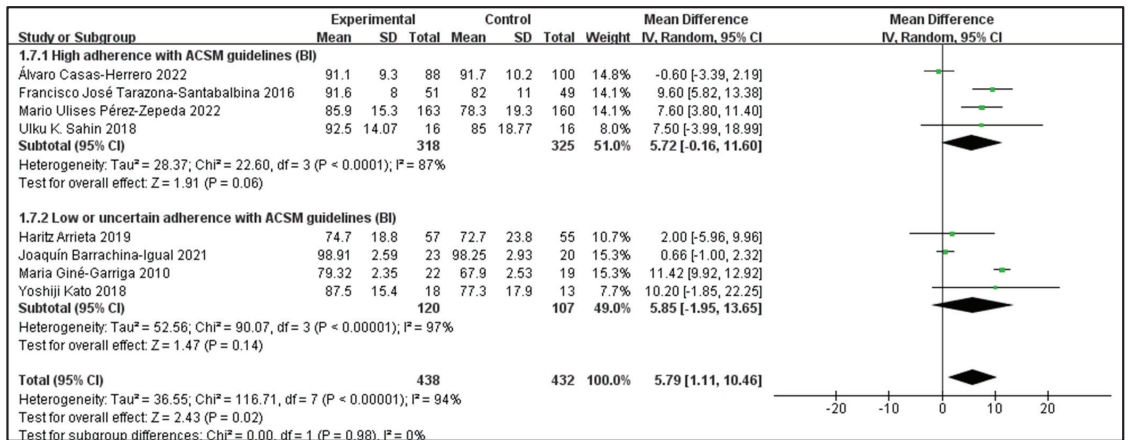 Experimental Control Mean Difference Mean Difference
Study or Subgroup Mean SD Total Mean SD Total Weight IV, Random, 95% CI IV, Random, 95% CI
1.7.1 High adherence with ACSM guidelines (BI)
Álvaro Casas-Herrero 2022 91.1 9.3 88 91.7 10.2 100 14.8% -0.60 [-3.39, 2.19]
Francisco José Tarazona-Santabalbina 2016 91.6 8 51 82 11 49 14.1% 9.60 [5.82, 13.38]
Mario Ulises Pérez-Zepeda 2022 85.9 15.3 163 78.3 19.3 160 14.1% 7.60 [3.80, 11.40]
Ulku K. Sahin 2018 92.5 14.07 16 85 18.77 16 8.0% 7.50 [-3.99, 18.99]
Subtotal (95% CI) 318 325 51.0% 5.72 [-0.16, 11.60]
Heterogeneity: Tau² = 28.37; Chi² = 22.60, df = 3 (P < 0.0001); I² = 87%
Test for overall effect: Z = 1.91 (P = 0.06)
1.7.2 Low or uncertain adherence with ACSM guidelines (BI)
Haritz Arrieta 2019 74.7 18.8 57 72.7 23.8 55 10.7% 2.00 [-5.96, 9.96]
Joaquín Barrachina-Igual 2021 98.91 2.59 23 98.25 2.93 20 15.3% 0.66 [-1.00, 2.32]
Maria Giné-Garriga 2010 79.32 2.35 22 67.9 2.53 19 15.3% 11.42 [9.92, 12.92]
Yoshiji Kato 2018 87.5 15.4 18 77.3 17.9 13 7.7% 10.20 [-1.85, 22.25]
Subtotal (95% CI) 120 107 49.0% 5.85 [-1.95, 13.65]
Heterogeneity: Tau² = 52.56; Chi² = 90.07, df = 3 (P < 0.00001); I² = 97%
Test for overall effect: Z = 1.47 (P = 0.14)
Total (95% CI) 438 432 100.0% 5.79 [1.11, 10.46]
Heterogeneity: Tau² = 36.55; Chi² = 116.71, df = 7 (P < 0.00001); I² = 94%
Test for overall effect: Z = 2.43 (P = 0.02)
Test for subgroup differences: Chi² = 0.00, df = 1 (P = 0.98), I² = 0%
-20 -10 0 10 20